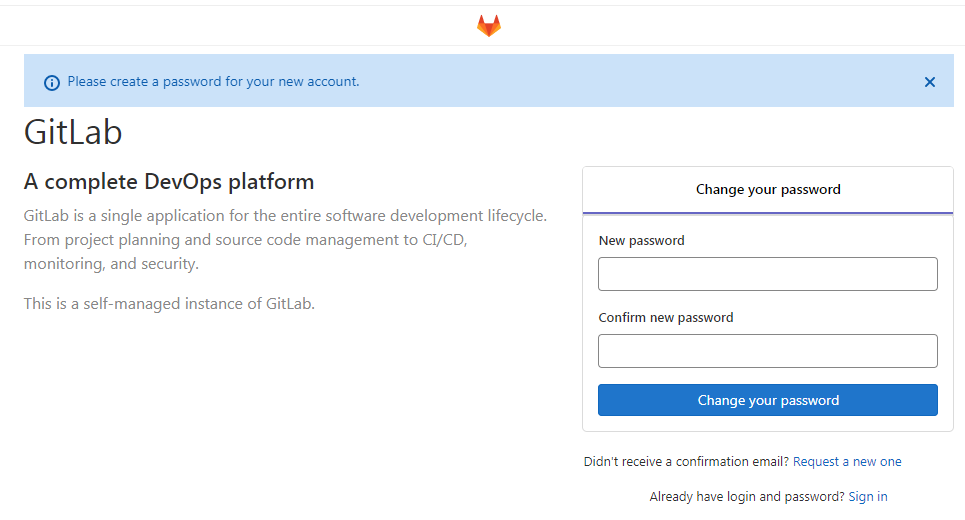 Please create a password for your new account.
GitLab
A complete DevOps platform
GitLab is a single application for the entire software development lifecycle.
From project planning and source code management to CI/CD,
monitoring, and security.
This is a self-managed instance of GitLab.
Change your password
New password
Confirm new password
Change your password
Didn't receive a confirmation email? Request a new one
Already have login and password? Sign in